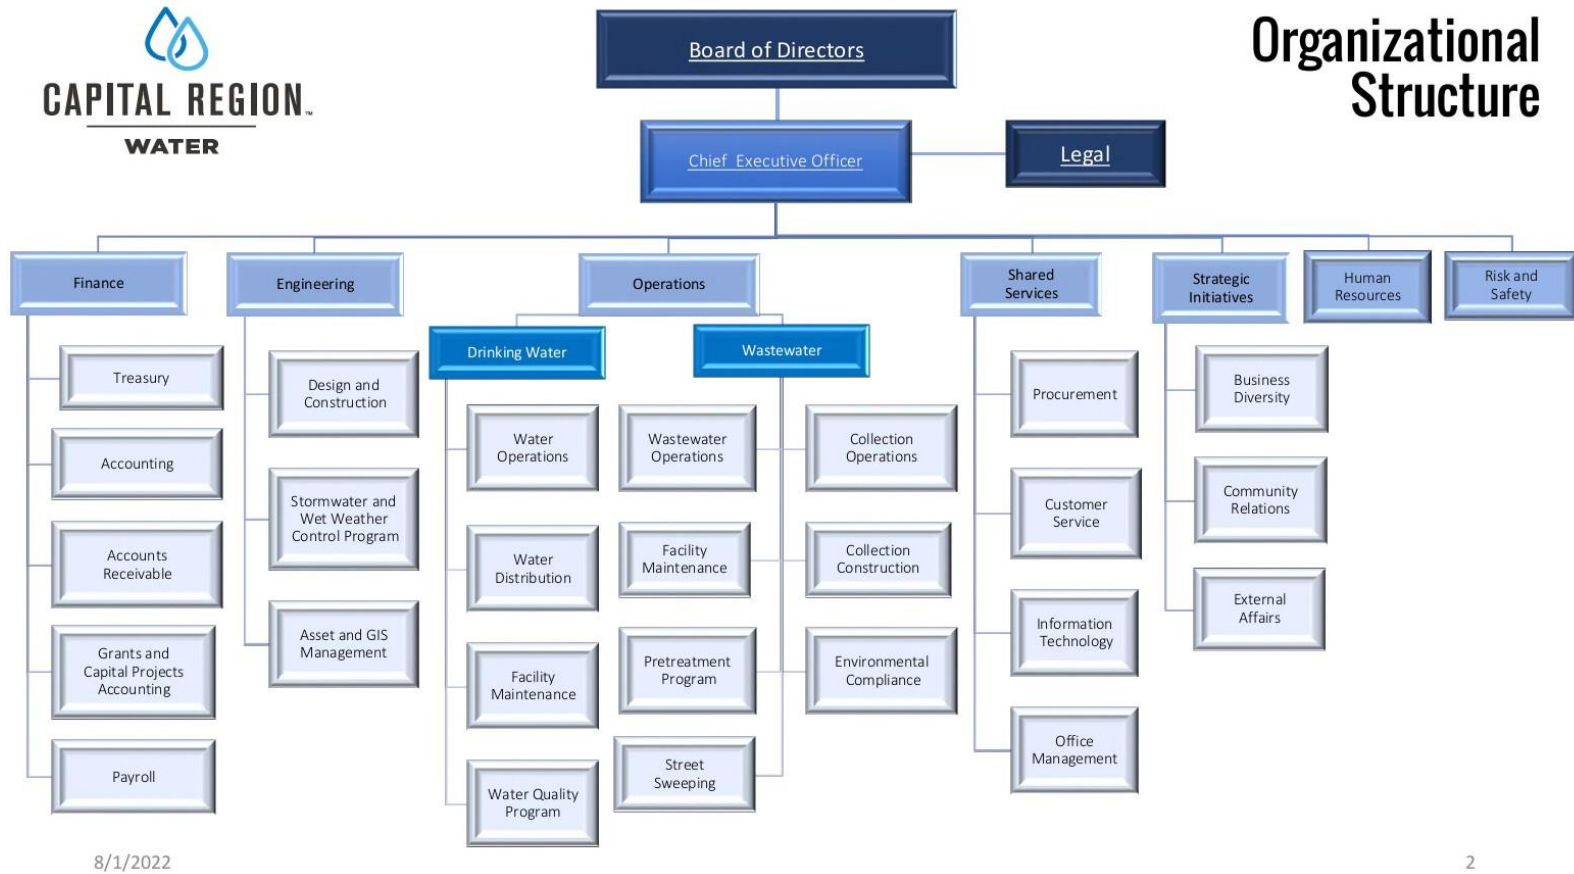 CAPITAL REGION™
WATER
Organizational
Structure
Board of Directors
Chief Executive Officer
Legal
Finance
Engineering
Operations
Shared
Services
Strategic
Initiatives
Human
Resources
Risk and
Safety
Treasury
Accounting
Accounts
Receivable
Grants and
Capital Projects
Accounting
Payroll
Design and
Construction
Stormwater and
Wet Weather
Control Program
Asset and GIS
Management
Drinking Water
Water
Operations
Water
Distribution
Facility
Maintenance
Water Quality
Program
Wastewater
Wastewater
Operations
Facility
Maintenance
Pretreatment
Program
Street
Sweeping
Collection
Operations
Collection
Construction
Environmental
Compliance
Procurement
Customer
Service
Information
Technology
Office
Management
Business
Diversity
Community
Relations
External
Affairs
8/1/2022
2